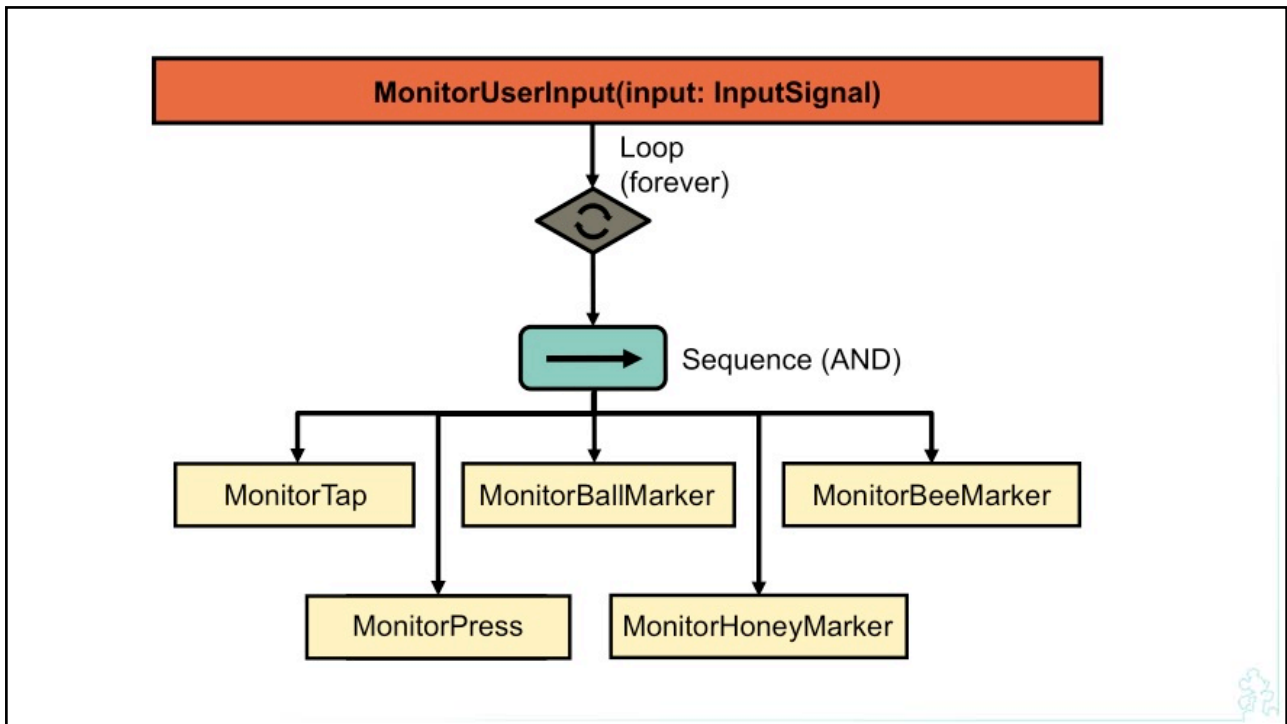 MonitorUserInput(input: InputSignal)
Loop
(forever)
Sequence (AND)
MonitorTap
MonitorBallMarker
MonitorBeeMarker
MonitorPress
MonitorHoneyMarker